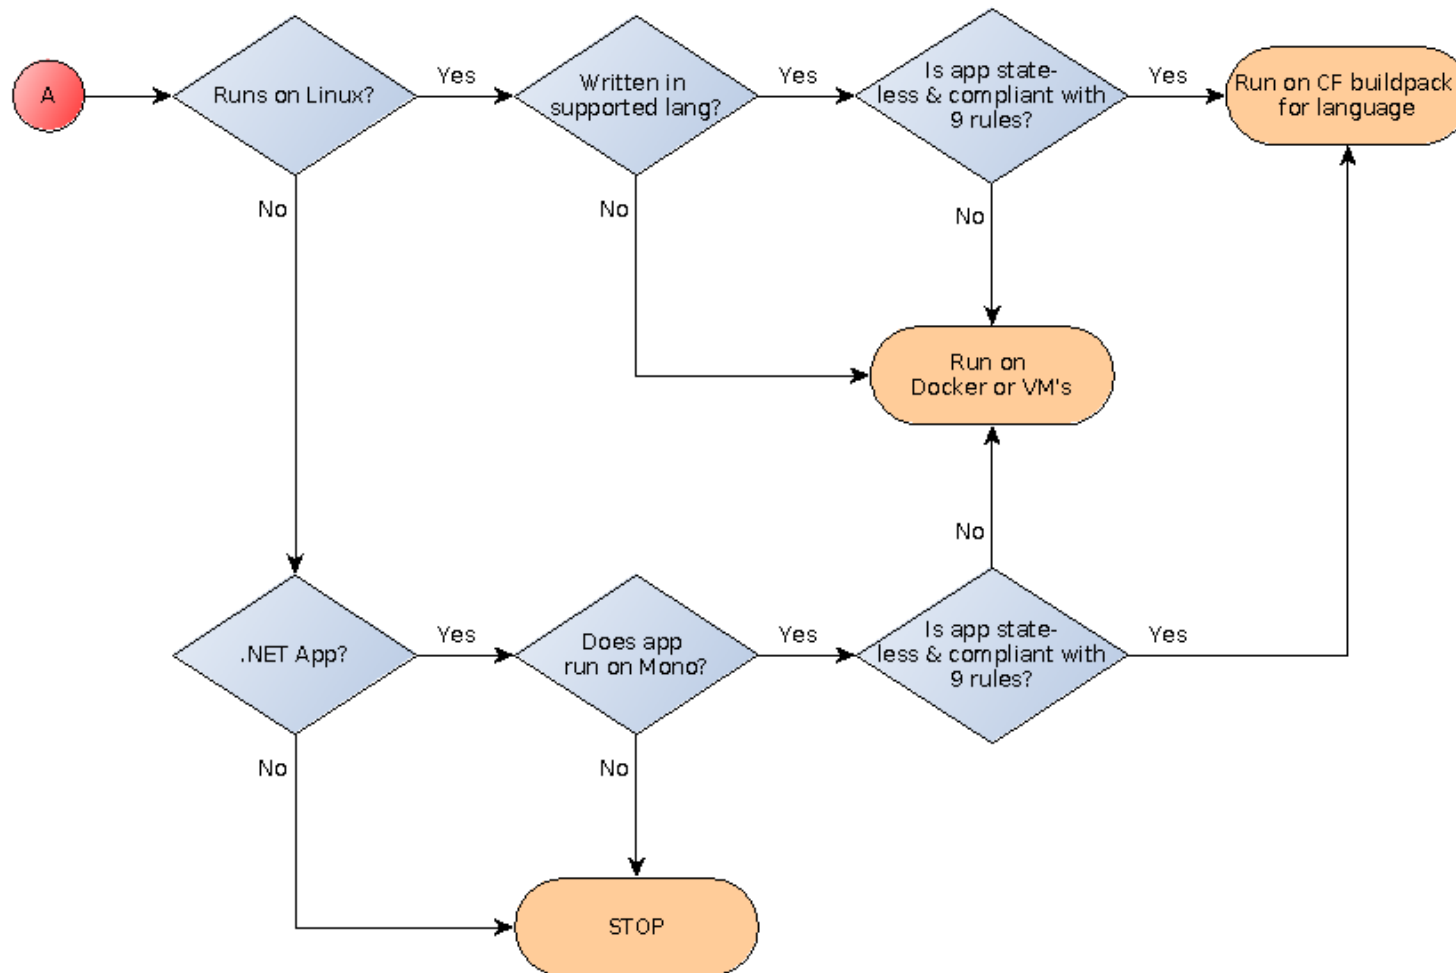 A
Runs on Linux?
Yes
Written in
supported lang?
Yes
Is app state-
less & compliant with
9 rules?
Yes
Run on CF buildpack
for language
No
No
No
Run on
Docker or VM's
No
.NET App?
Yes
Does app
run on Mono?
Yes
Is app state-
less & compliant with
9 rules?
Yes
No
No
STOP